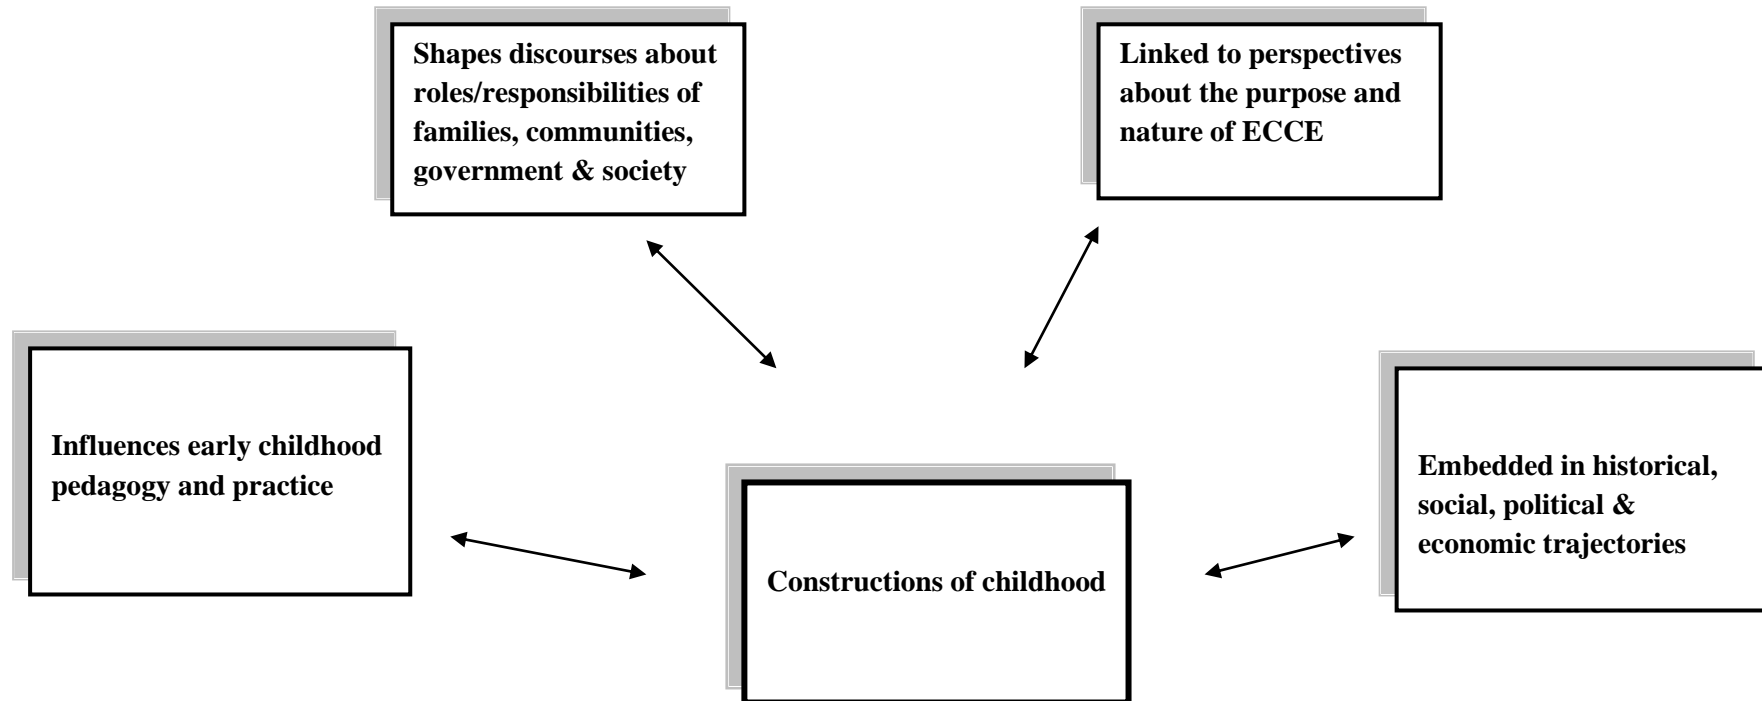 Shapes discourses about
roles/responsibilities of
families, communities,
government & society
Linked to perspectives
about the purpose and
nature of ECCE
Influences early childhood
pedagogy and practice
Embedded in historical,
social, political &
economic trajectories
Constructions of childhood